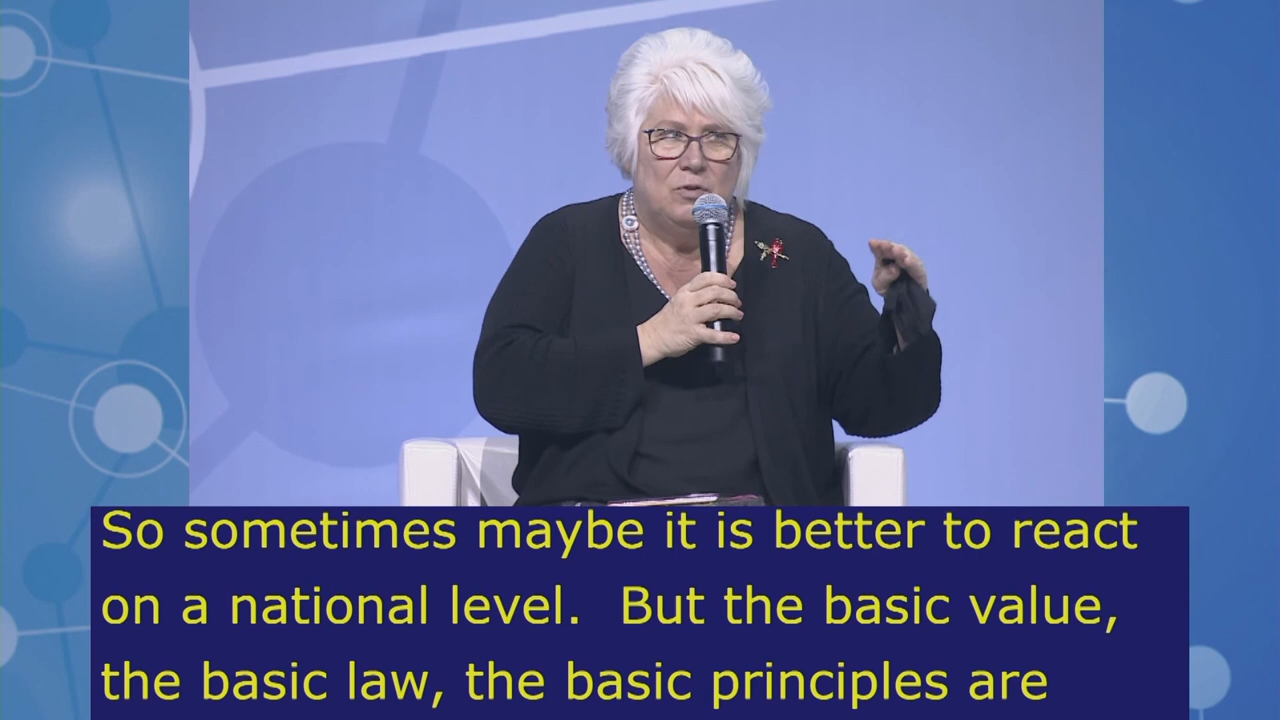 So sometimes maybe it is better to react
on a national level.  But the basic value,
the basic law, the basic principles are